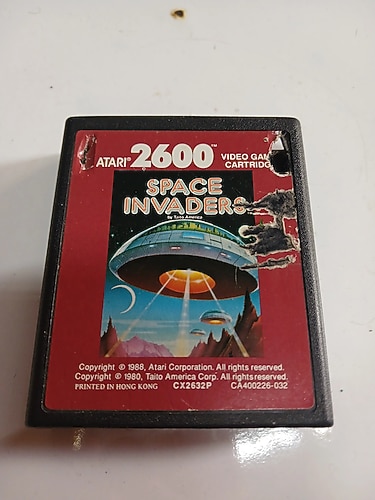 ATARI® 2600™ VIDEO GAM
CARTRIDG
SPACE
INVADERS
By Taito America
Copyright © 1988, Atari Corporation. All rights reserved.
Copyright © 1980, Taito America Corp. All rights reserved.
PRINTED IN HONG KONG CX2632P CA400226-032